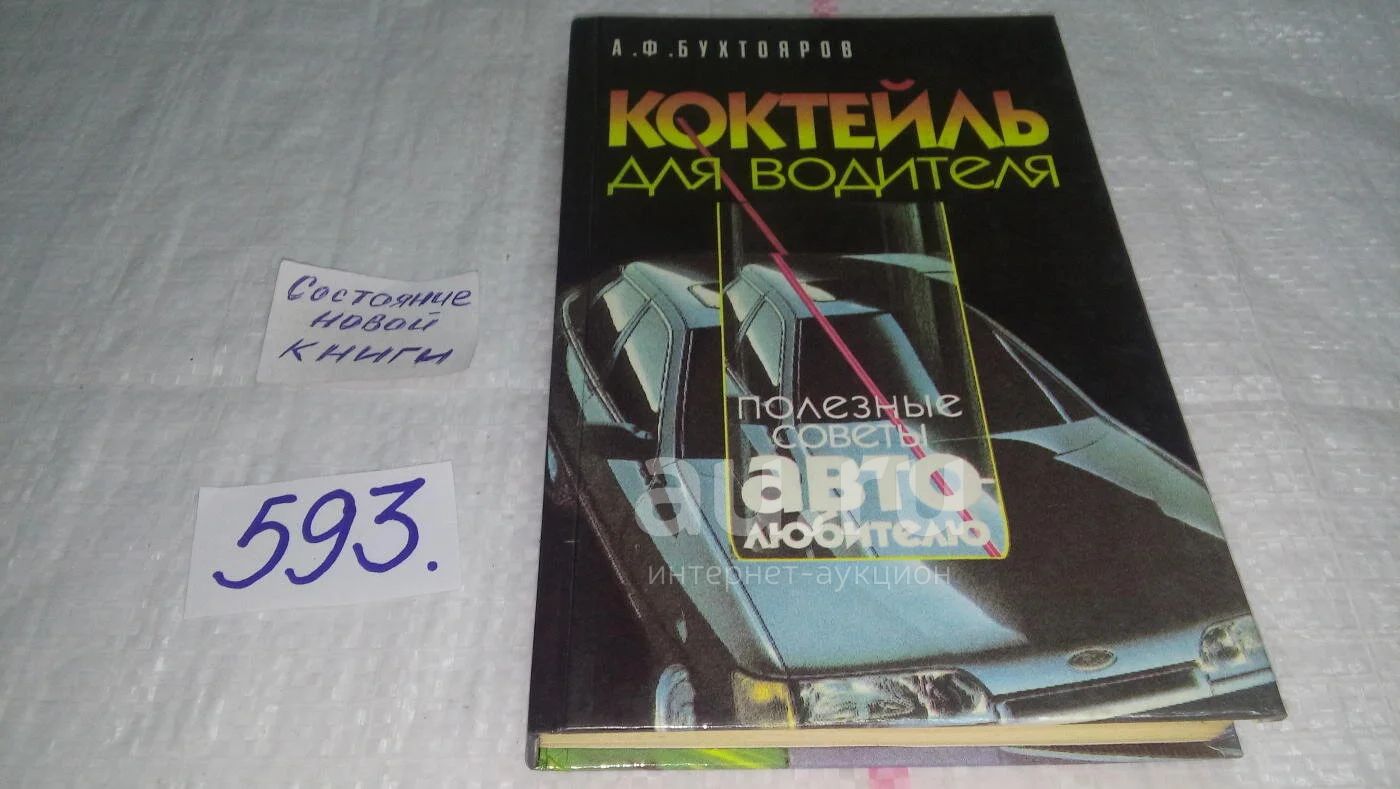 А.Ф.БУХТОЯРОВ
КОКТЕЙЛЬ
ДЛЯ ВОДИТЕЛЯ
ПОЛЕЗНЫЕ
СОВЕТЫ
АВТО-
ЛЮБИТЕЛЮ
интернет-аукцион
Состояние
новой
книги
593.